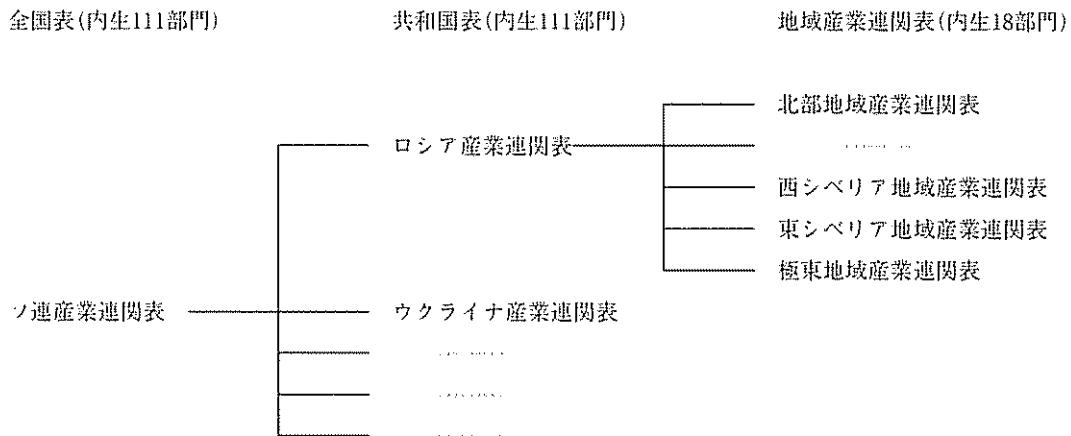 全国表(内生111部門) 共和国表(内生111部門) 地域産業連関表(内生18部門)
北部地域産業連関表
ロシア産業連関表
西シベリア地域産業連関表
東シベリア地域産業連関表
極東地域産業連関表
ソ連産業連関表 ウクライナ産業連関表